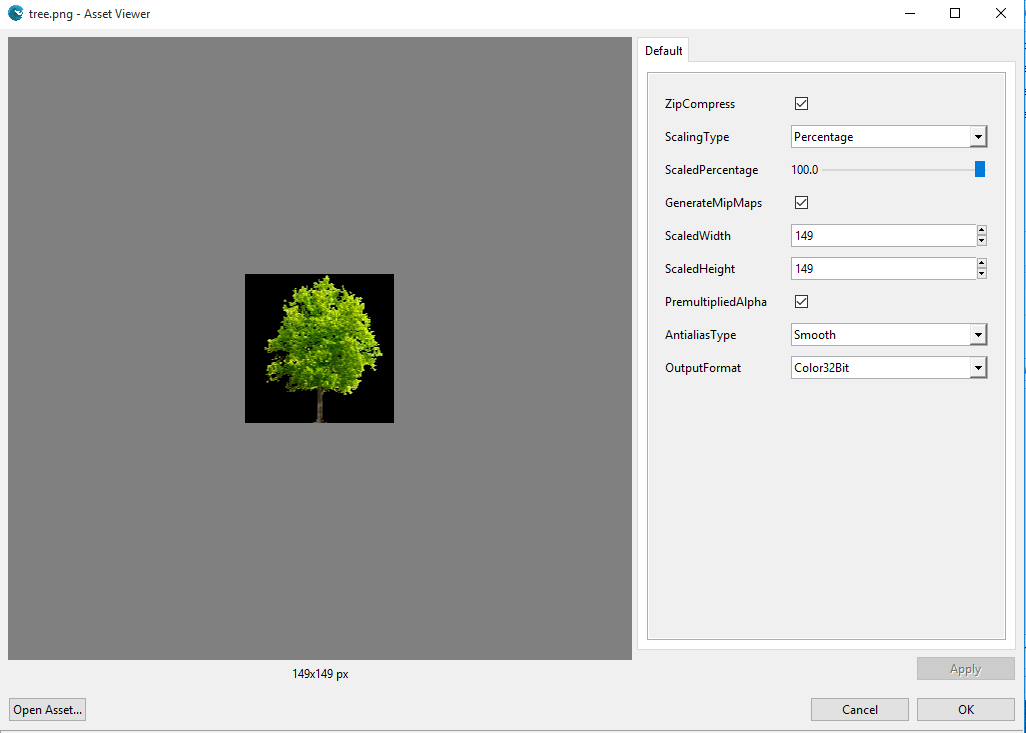 tree.png - Asset Viewer
Default
ZipCompress
ScalingType Percentage
ScaledPercentage 100.0
GenerateMipMaps
ScaledWidth 149
ScaledHeight 149
PremultipliedAlpha
AntialiasType Smooth
OutputFormat Color32Bit
149x149 px
Apply
Open Asset... Cancel OK